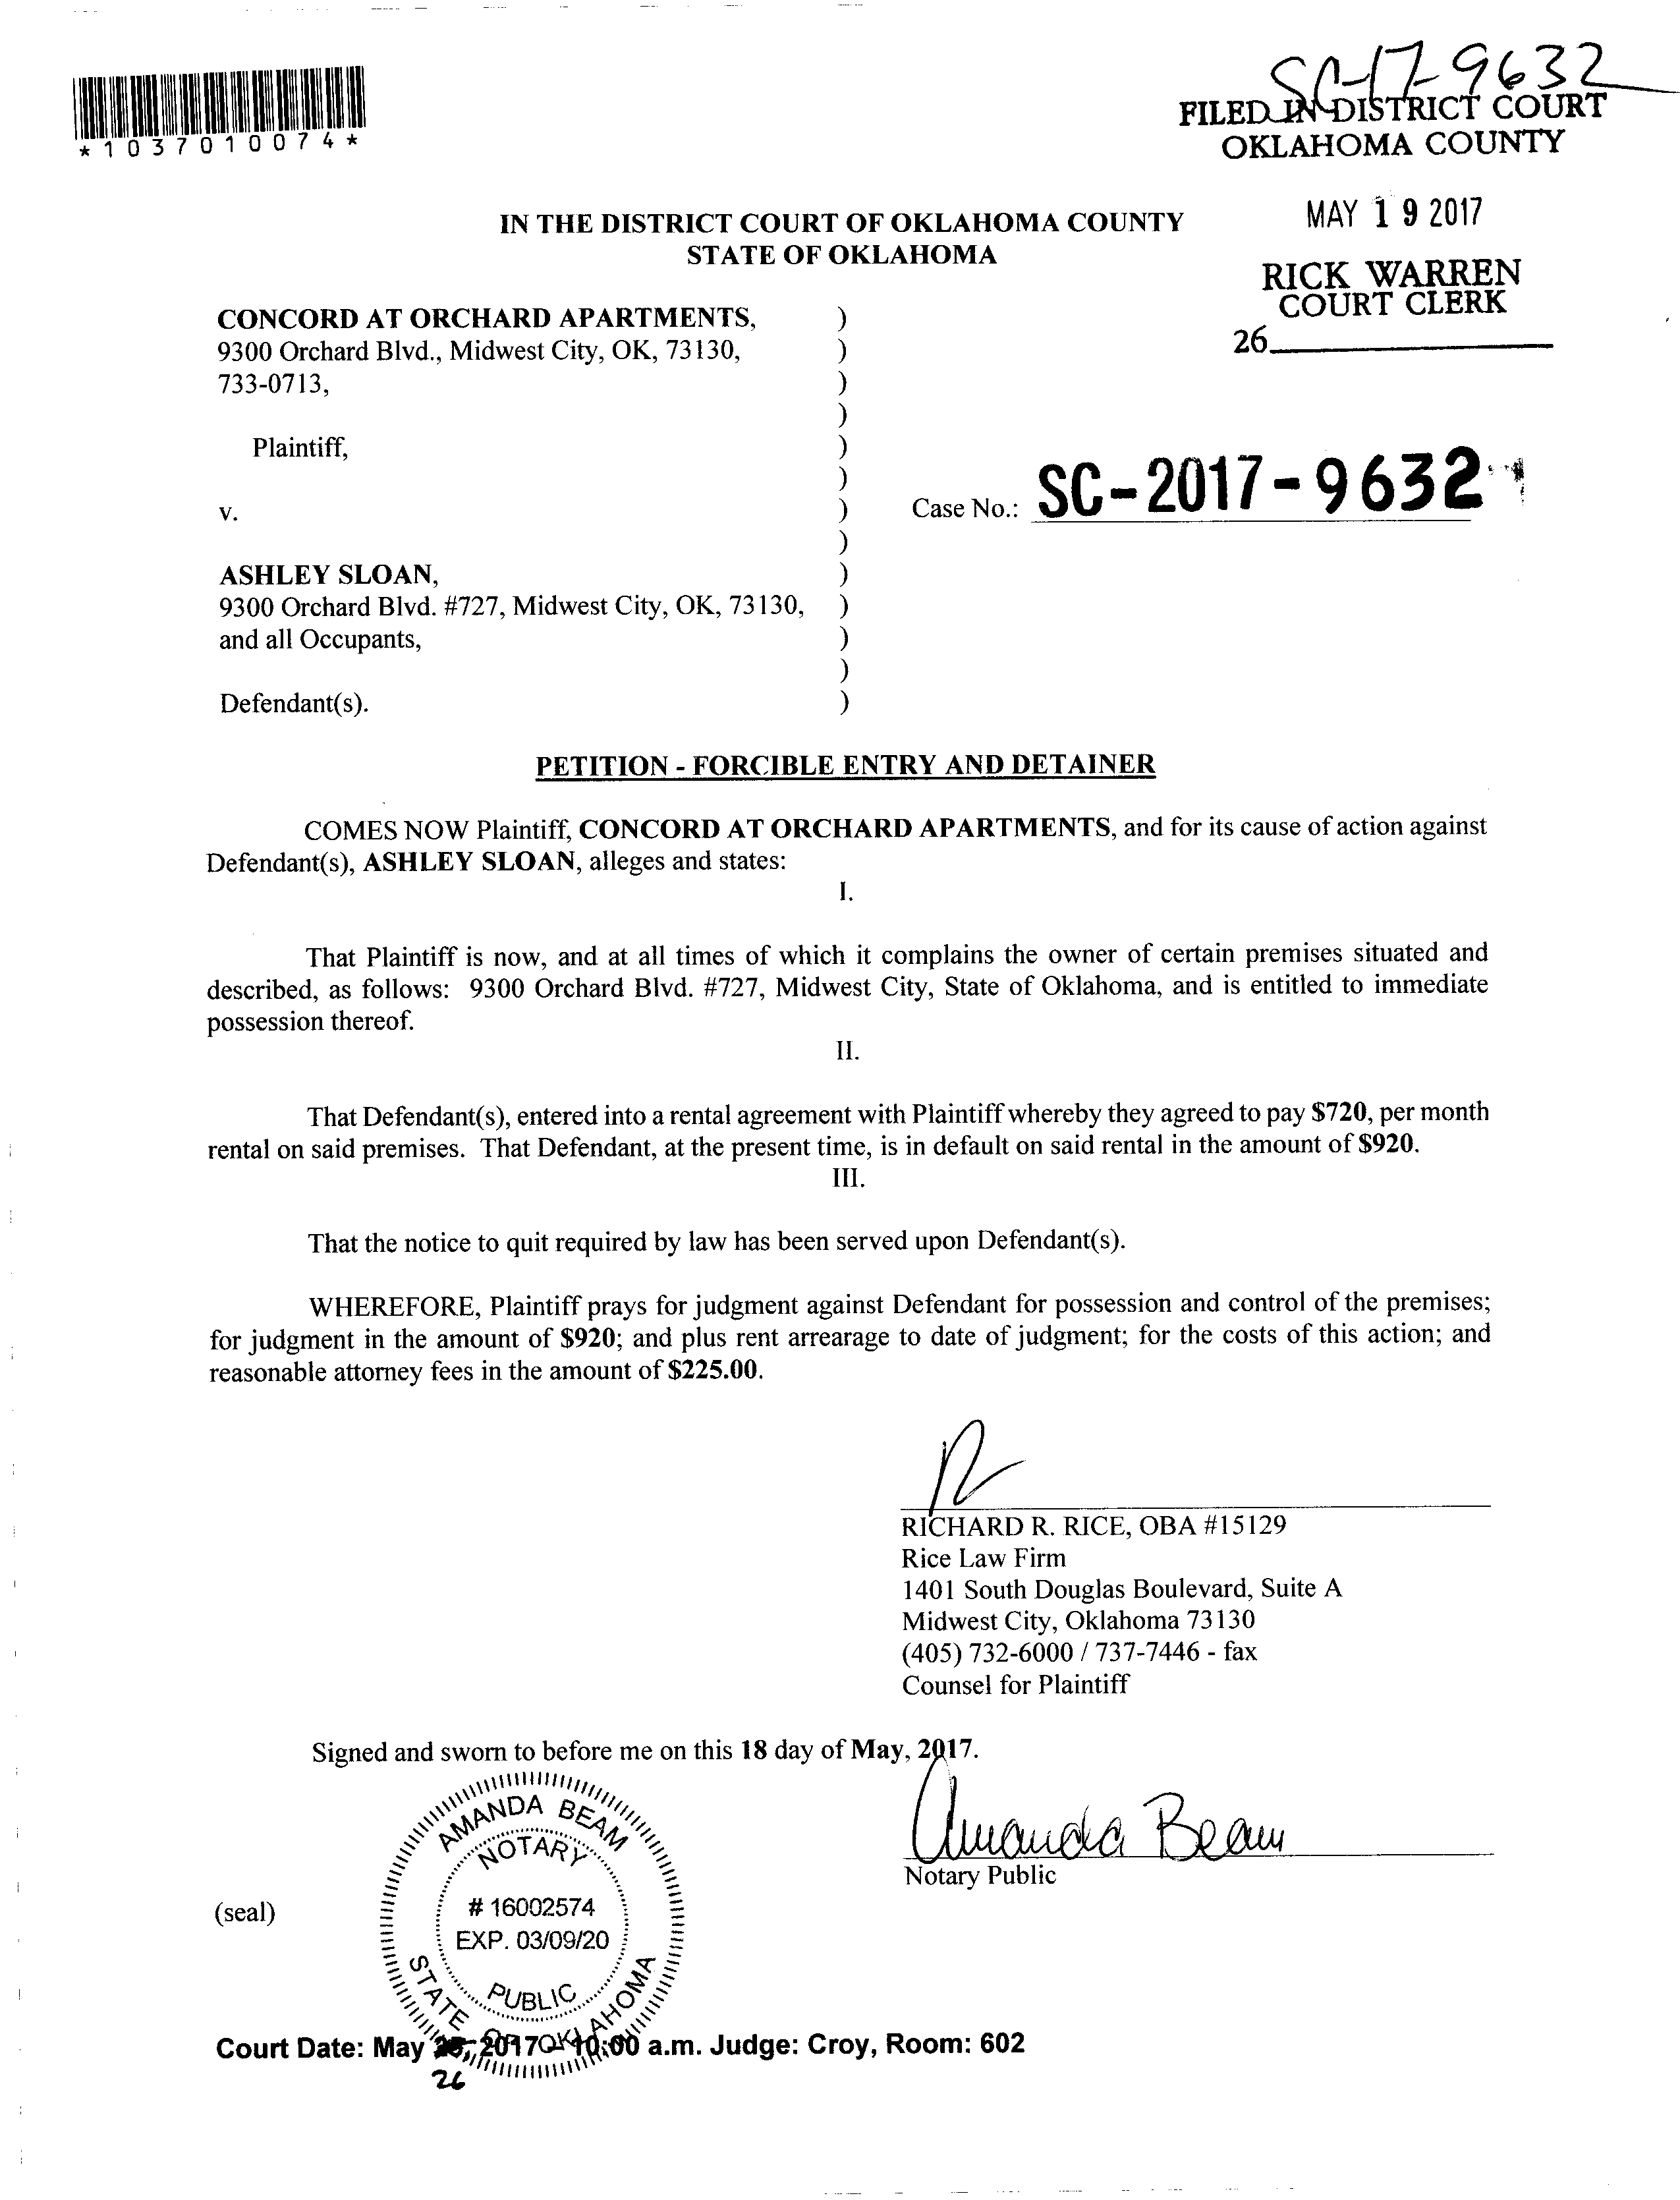 *1037010074*
SC-17-9632
FILED IN DISTRICT COURT
OKLAHOMA COUNTY
MAY 19 2017
RICK WARREN
COURT CLERK
26
IN THE DISTRICT COURT OF OKLAHOMA COUNTY
STATE OF OKLAHOMA
CONCORD AT ORCHARD APARTMENTS, )
9300 Orchard Blvd., Midwest City, OK, 73130, )
733-0713, )
)
Plaintiff, )
)
v. ) Case No.: SC-2017-9632
)
ASHLEY SLOAN, )
9300 Orchard Blvd. #727, Midwest City, OK, 73130, )
and all Occupants, )
)
Defendant(s). )
PETITION - FORCIBLE ENTRY AND DETAINER
COMES NOW Plaintiff, CONCORD AT ORCHARD APARTMENTS, and for its cause of action against
Defendant(s), ASHLEY SLOAN, alleges and states:
I.
That Plaintiff is now, and at all times of which it complains the owner of certain premises situated and
described, as follows: 9300 Orchard Blvd. #727, Midwest City, State of Oklahoma, and is entitled to immediate
possession thereof.
II.
That Defendant(s), entered into a rental agreement with Plaintiff whereby they agreed to pay $720, per month
rental on said premises. That Defendant, at the present time, is in default on said rental in the amount of $920.
III.
That the notice to quit required by law has been served upon Defendant(s).
WHEREFORE, Plaintiff prays for judgment against Defendant for possession and control of the premises;
for judgment in the amount of $920; and plus rent arrearage to date of judgment; for the costs of this action; and
reasonable attorney fees in the amount of $225.00.
RICHARD R. RICE, OBA #15129
Rice Law Firm
1401 South Douglas Boulevard, Suite A
Midwest City, Oklahoma 73130
(405) 732-6000 / 737-7446 - fax
Counsel for Plaintiff
Signed and sworn to before me on this 18 day of May, 2017.
Amanda Beam
Notary Public
(seal)
AMANDA BEAM
NOTARY
# 16002574
EXP. 03/09/20
PUBLIC
STATE OF OKLAHOMA
Court Date: May , 2017 10:00 a.m. Judge: Croy, Room: 602
26